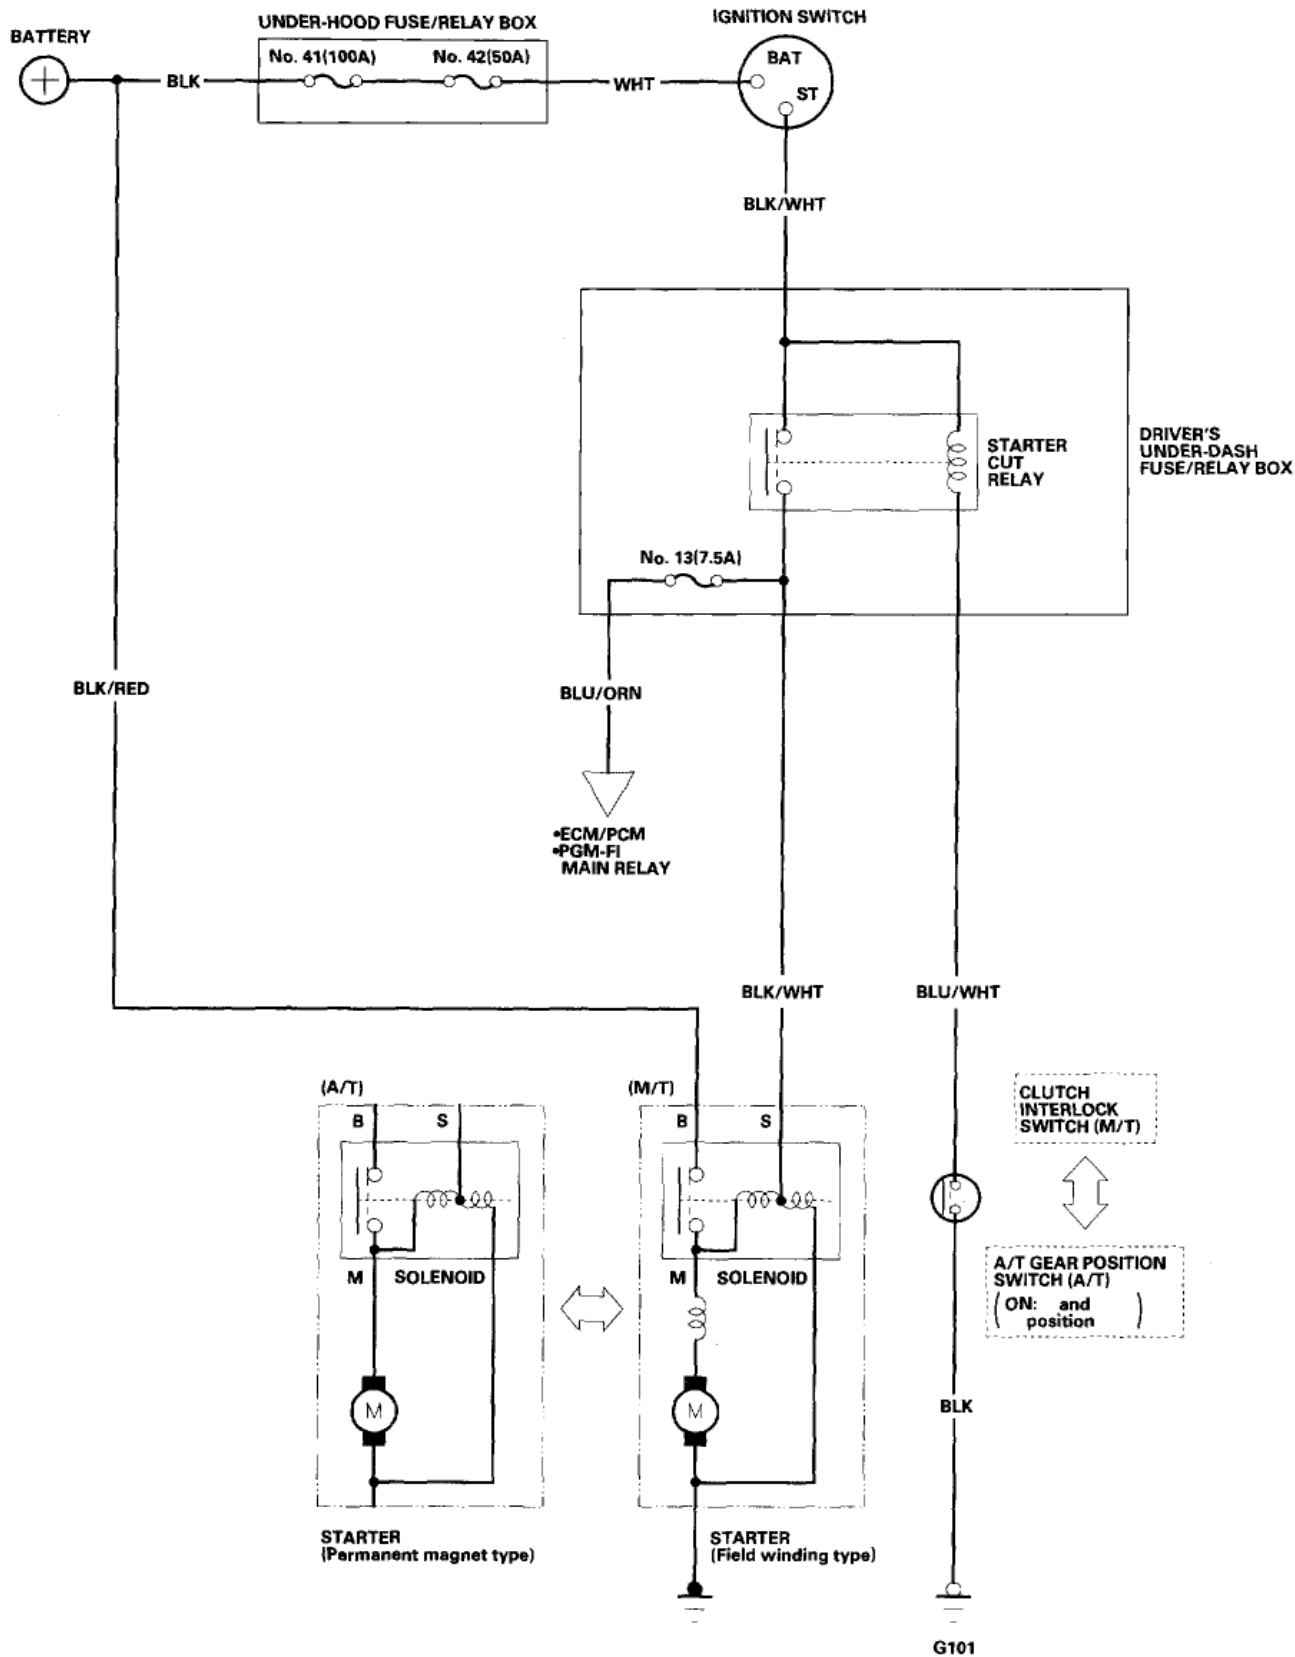 IGNITION SWITCH
UNDER-HOOD FUSE/RELAY BOX
BATTERY
No. 41(100A)
No. 42(50A)
BAT
BLK
WHT
ST
BLK/WHT
STARTER
CUT
RELAY
DRIVER'S
UNDER-DASH
FUSE/RELAY BOX
No. 13(7.5A)
BLK/RED
BLU/ORN
•ECM/PCM
•PGM-FI
MAIN RELAY
BLK/WHT
BLU/WHT
(A/T)
(M/T)
B
S
B
S
CLUTCH
INTERLOCK
SWITCH (M/T)
M
SOLENOID
M
SOLENOID
A/T GEAR POSITION
SWITCH (A/T)
(ON: and
position)
M
M
BLK
STARTER
(Permanent magnet type)
STARTER
(Field winding type)
G101